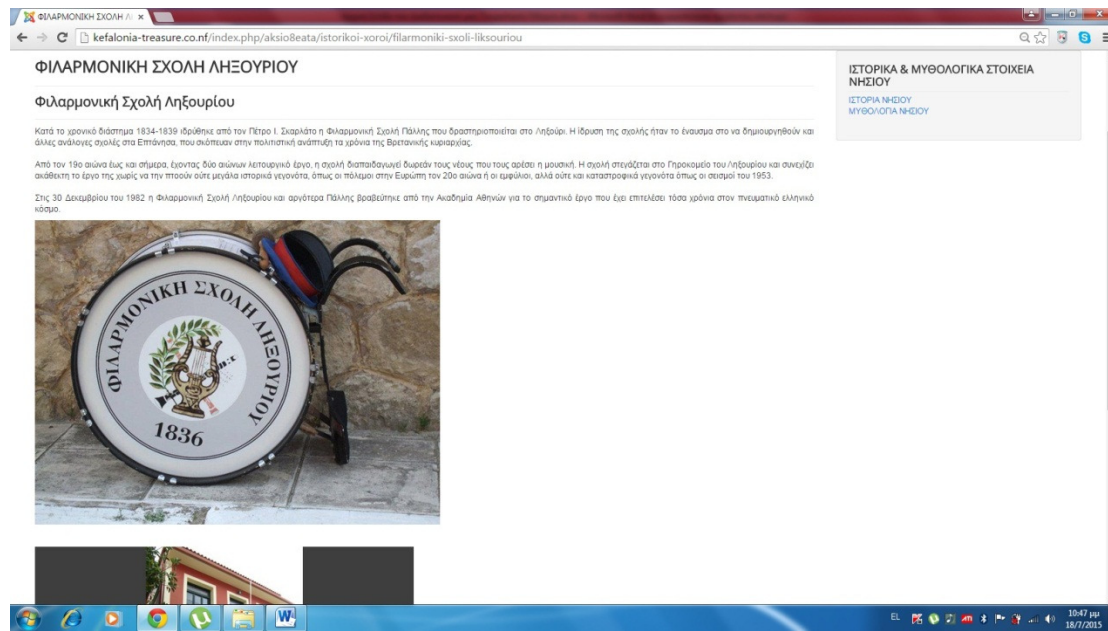 ΦΙΛΑΡΜΟΝΙΚΗ ΣΧΟΛΗ Λ
kefalonia-treasure.co.nf/index.php/aksio8eata/istorikoi-xoroi/filarmoniki-sxoli-liksouriou
ΦΙΛΑΡΜΟΝΙΚΗ ΣΧΟΛΗ ΛΗΞΟΥΡΙΟΥ
Φιλαρμονική Σχολή Ληξουρίου
Κατά το χρονικό διάστημα 1834-1839 ιδρύθηκε από τον Πέτρο Ι. Σκαρλάτο η Φιλαρμονική Σχολή Πάλλης που δραστηριοποιείται στο Ληξούρι. Η ίδρυση της σχολής ήταν το έναυσμα στο να δημιουργηθούν και
άλλες ανάλογες σχολές στα Επτάνησα, που σκόπευαν στην πολιτιστική ανάπτυξη τα χρόνια της Βρετανικής κυριαρχίας.
Από τον 19ο αιώνα έως και σήμερα, έχοντας δύο αιώνων λειτουργικό έργο, η σχολή διαπαιδαγωγεί δωρεάν τους νέους που τους αρέσει η μουσική. Η σχολή στεγάζεται στο Γηροκομείο του Ληξουρίου και συνεχίζει
ακάθεκτη το έργο της χωρίς να την πτοούν ούτε μεγάλα ιστορικά γεγονότα, όπως οι πόλεμοι στην Ευρώπη τον 20ο αιώνα ή οι εμφύλιοι, αλλά ούτε και καταστροφικά γεγονότα όπως οι σεισμοί του 1953.
Στις 30 Δεκεμβρίου του 1982 η Φιλαρμονική Σχολή Ληξουρίου και αργότερα Πάλλης βραβεύτηκε από την Ακαδημία Αθηνών για το σημαντικό έργο που έχει επιτελέσει τόσα χρόνια στον πνευματικό ελληνικό
κόσμο.
ΦΙΛΑΡΜΟΝΙΚΗ ΣΧΟΛΗ ΛΗΞΟΥΡΙΟΥ
1836
ΙΣΤΟΡΙΚΑ & ΜΥΘΟΛΟΓΙΚΑ ΣΤΟΙΧΕΙΑ
ΝΗΣΙΟΥ
ΙΣΤΟΡΙΑ ΝΗΣΙΟΥ
ΜΥΘΟΛΟΓΙΑ ΝΗΣΙΟΥ
EL
10:47 μμ
18/7/2015